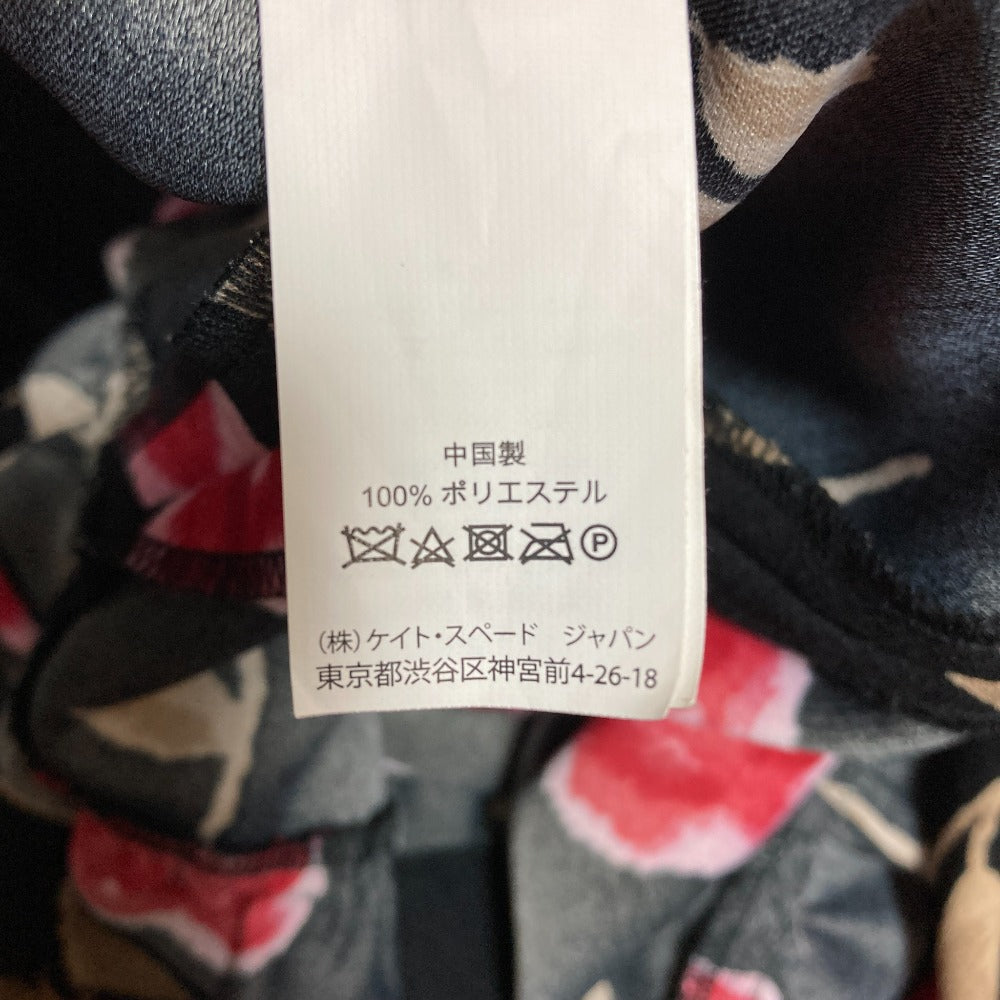 中国製
100% ポリエステル
P
（株）ケイト・スペード ジャパン
東京都渋谷区神宮前4-26-18